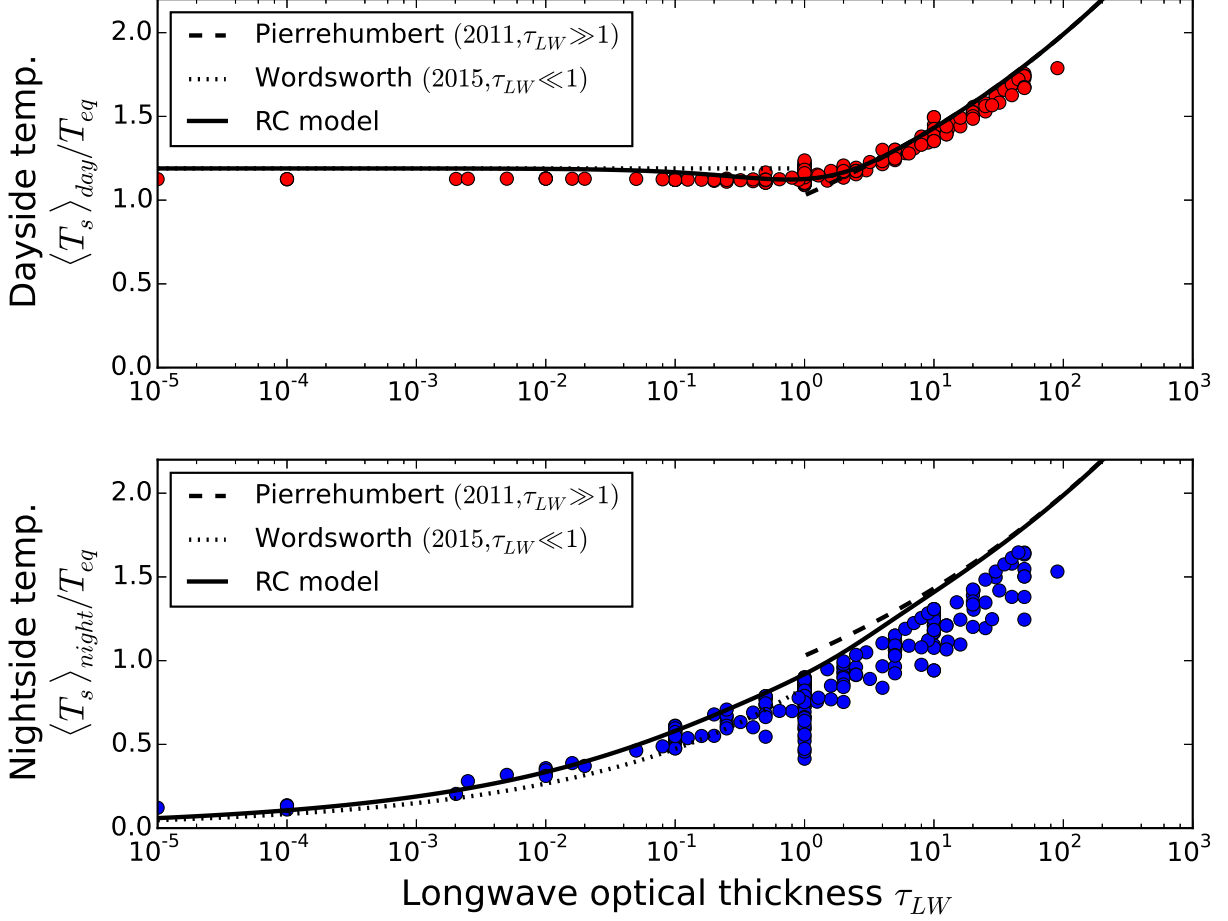 Dayside temp.
⟨T_s⟩_day/T_eq
2.0
1.5
1.0
0.5
0.0
Pierrehumbert (2011,τ_LW≫1)
Wordsworth (2015,τ_LW≪1)
RC model
10^-5
10^-4
10^-3
10^-2
10^-1
10^0
10^1
10^2
10^3
Nightside temp.
⟨T_s⟩_night/T_eq
2.0
1.5
1.0
0.5
0.0
Pierrehumbert (2011,τ_LW≫1)
Wordsworth (2015,τ_LW≪1)
RC model
10^-5
10^-4
10^-3
10^-2
10^-1
10^0
10^1
10^2
10^3
Longwave optical thickness τ_LW